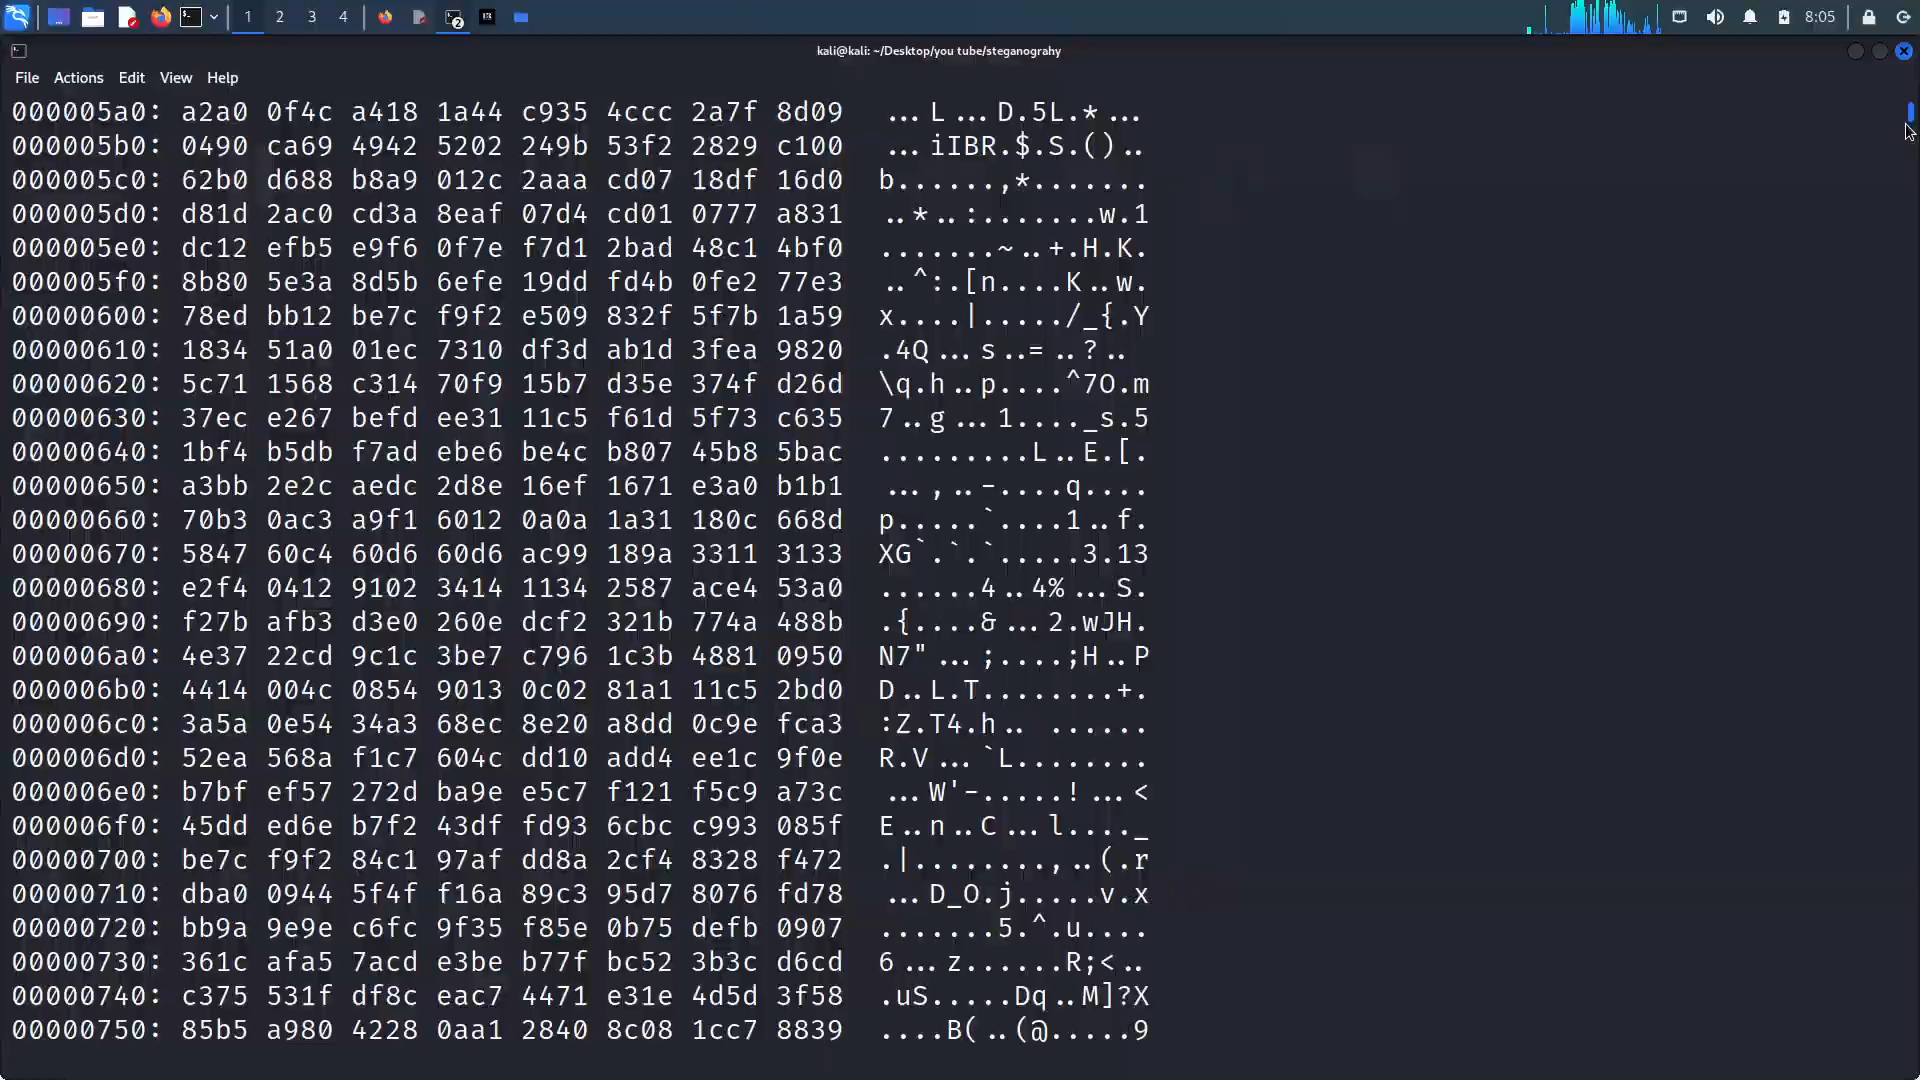 1 2 3 4 2 8:05
kali@kali: ~/Desktop/you tube/steganograhy
File Actions Edit View Help
000005a0: a2a0 0f4c a418 1a44 c935 4ccc 2a7f 8d09 ...L...D.5L.*...
000005b0: 0490 ca69 4942 5202 249b 53f2 2829 c100 ...iIBR.$.S.()..
000005c0: 62b0 d688 b8a9 012c 2aaa cd07 18df 16d0 b......,*.......
000005d0: d81d 2ac0 cd3a 8eaf 07d4 cd01 0777 a831 ..*..:.......w.1
000005e0: dc12 efb5 e9f6 0f7e f7d1 2bad 48c1 4bf0 .......~..+.H.K.
000005f0: 8b80 5e3a 8d5b 6efe 19dd fd4b 0fe2 77e3 ..^:.[n....K..w.
00000600: 78ed bb12 be7c f9f2 e509 832f 5f7b 1a59 x....|...../_{.Y
00000610: 1834 51a0 01ec 7310 df3d ab1d 3fea 9820 .4Q...s..=..?..
00000620: 5c71 1568 c314 70f9 15b7 d35e 374f d26d \q.h..p....^7O.m
00000630: 37ec e267 befd ee31 11c5 f61d 5f73 c635 7..g...1...._s.5
00000640: 1bf4 b5db f7ad ebe6 be4c b807 45b8 5bac .........L..E.[.
00000650: a3bb 2e2c aedc 2d8e 16ef 1671 e3a0 b1b1 ...,..-....q....
00000660: 70b3 0ac3 a9f1 6012 0a0a 1a31 180c 668d p.....`....1..f.
00000670: 5847 60c4 60d6 60d6 ac99 189a 3311 3133 XG`.`.`.....3.13
00000680: e2f4 0412 9102 3414 1134 2587 ace4 53a0 ......4..4%...S.
00000690: f27b afb3 d3e0 260e dcf2 321b 774a 488b .{....&...2.wJH.
000006a0: 4e37 22cd 9c1c 3be7 c796 1c3b 4881 0950 N7"...;....;H..P
000006b0: 4414 004c 0854 9013 0c02 81a1 11c5 2bd0 D..L.T........+.
000006c0: 3a5a 0e54 34a3 68ec 8e20 a8dd 0c9e fca3 :Z.T4.h.. ......
000006d0: 52ea 568a f1c7 604c dd10 add4 ee1c 9f0e R.V...`L........
000006e0: b7bf ef57 272d ba9e e5c7 f121 f5c9 a73c ...W'-.....!...<
000006f0: 45dd ed6e b7f2 43df fd93 6cbc c993 085f E..n..C...l...._
00000700: be7c f9f2 84c1 97af dd8a 2cf4 8328 f472 .|........,..(.r
00000710: dba0 0944 5f4f f16a 89c3 95d7 8076 fd78 ...D_O.j.....v.x
00000720: bb9a 9e9e c6fc 9f35 f85e 0b75 defb 0907 .......5.^.u....
00000730: 361c afa5 7acd e3be b77f bc52 3b3c d6cd 6...z......R;<..
00000740: c375 531f df8c eac7 4471 e31e 4d5d 3f58 .uS.....Dq..M]?X
00000750: 85b5 a980 4228 0aa1 2840 8c08 1cc7 8839 ....B(..(@.....9